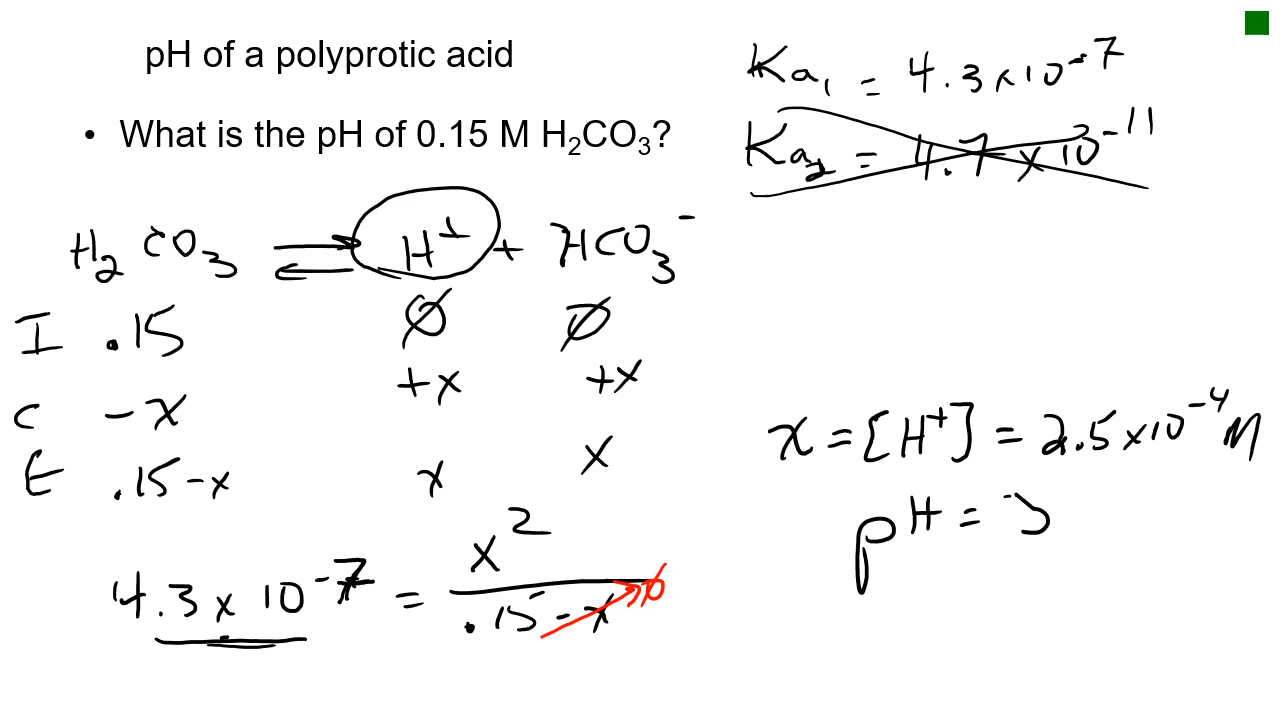 pH of a polyprotic acid
• What is the pH of 0.15 M H₂CO₃?
Ka₁ = 4.3 x 10⁻⁷
Ka₂ = 4.7 x 10⁻¹¹
H₂CO₃ ⇌ H⁺ + HCO₃⁻
I .15 0 0
C -x +x +x
E .15-x x x
4.3 x 10⁻⁷ = x² / .15 - x 0
x = [H⁺] = 2.5 x 10⁻⁴ M
pH =